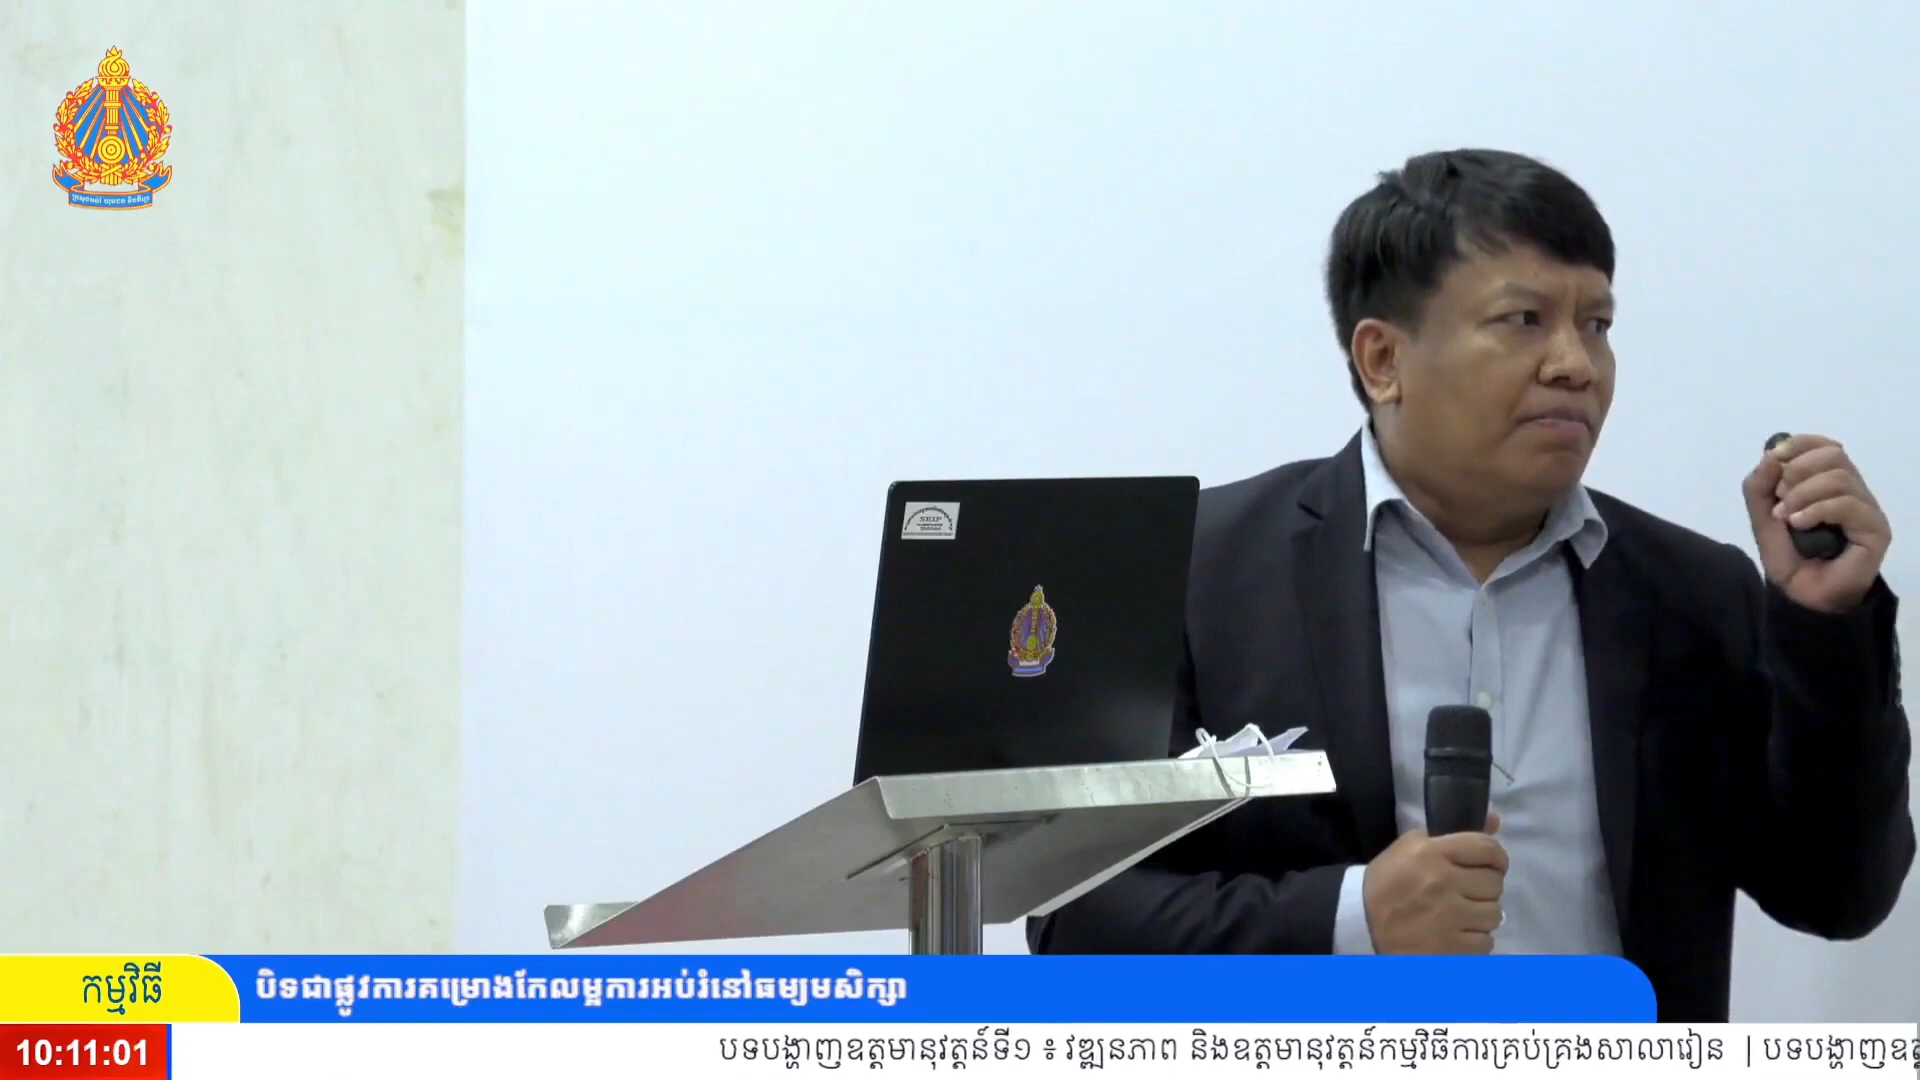 SEIP
កម្មវិធី
បិទជាផ្លូវការគម្រោងកែលម្អការអប់រំនៅធម្យមសិក្សា
10:11:01
បទបង្ហាញឧត្តមានុវត្តន៍ទី១ ៖ វឌ្ឍនភាព និងឧត្តមានុវត្តន៍កម្មវិធីការគ្រប់គ្រងសាលារៀន | បទបង្ហាញឧត្ត